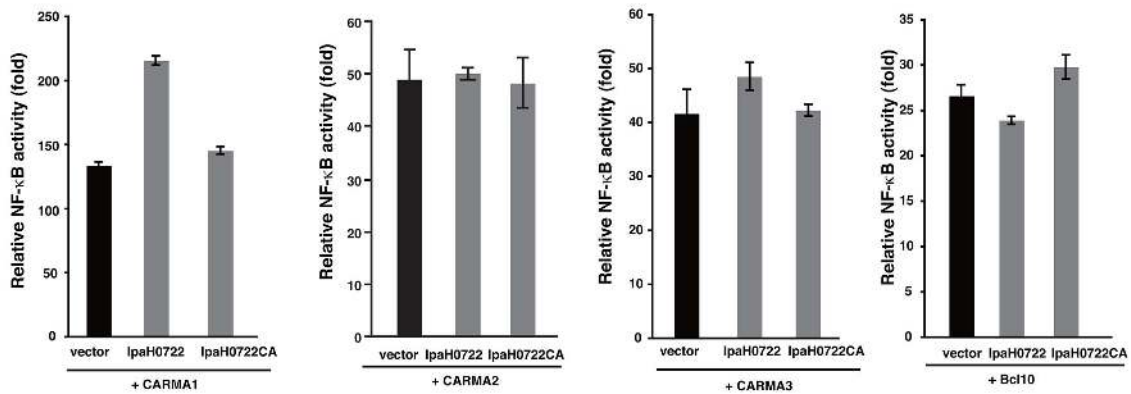 Relative NF-κB activity (fold)
250
200
150
100
50
0
vector IpaH0722 IpaH0722CA
+ CARMA1
Relative NF-κB activity (fold)
60
50
40
30
20
10
0
vector IpaH0722 IpaH0722CA
+ CARMA2
Relative NF-κB activity (fold)
60
50
40
30
20
10
0
vector IpaH0722 IpaH0722CA
+ CARMA3
Relative NF-κB activity (fold)
35
30
25
20
15
10
5
0
vector IpaH0722 IpaH0722CA
+ Bcl10